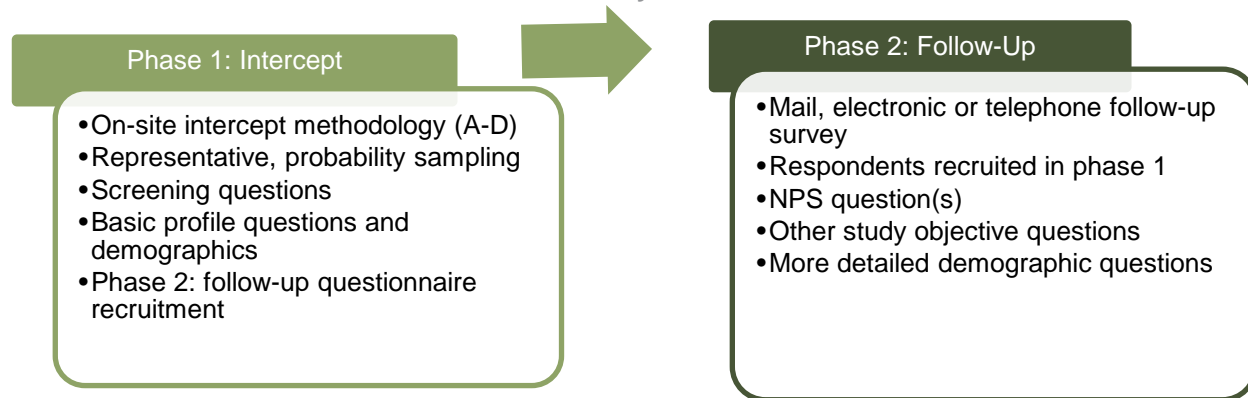 Phase 1: Intercept
•On-site intercept methodology (A-D)
•Representative, probability sampling
•Screening questions
•Basic profile questions and
demographics
•Phase 2: follow-up questionnaire
recruitment
Phase 2: Follow-Up
•Mail, electronic or telephone follow-up
survey
•Respondents recruited in phase 1
•NPS question(s)
•Other study objective questions
•More detailed demographic questions